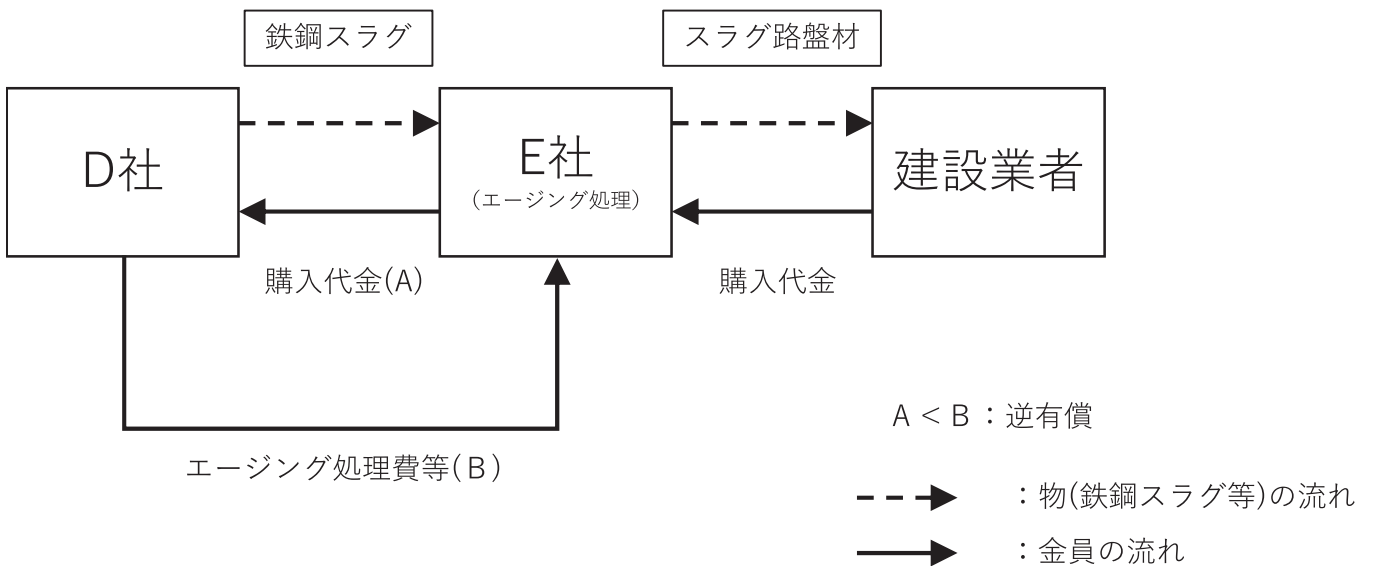 鉄鋼スラグ
スラグ路盤材
D社
E社
(エージング処理)
建設業者
購入代金(A)
購入代金
A < B：逆有償
エージング処理費等(B)
：物(鉄鋼スラグ等)の流れ
：金員の流れ